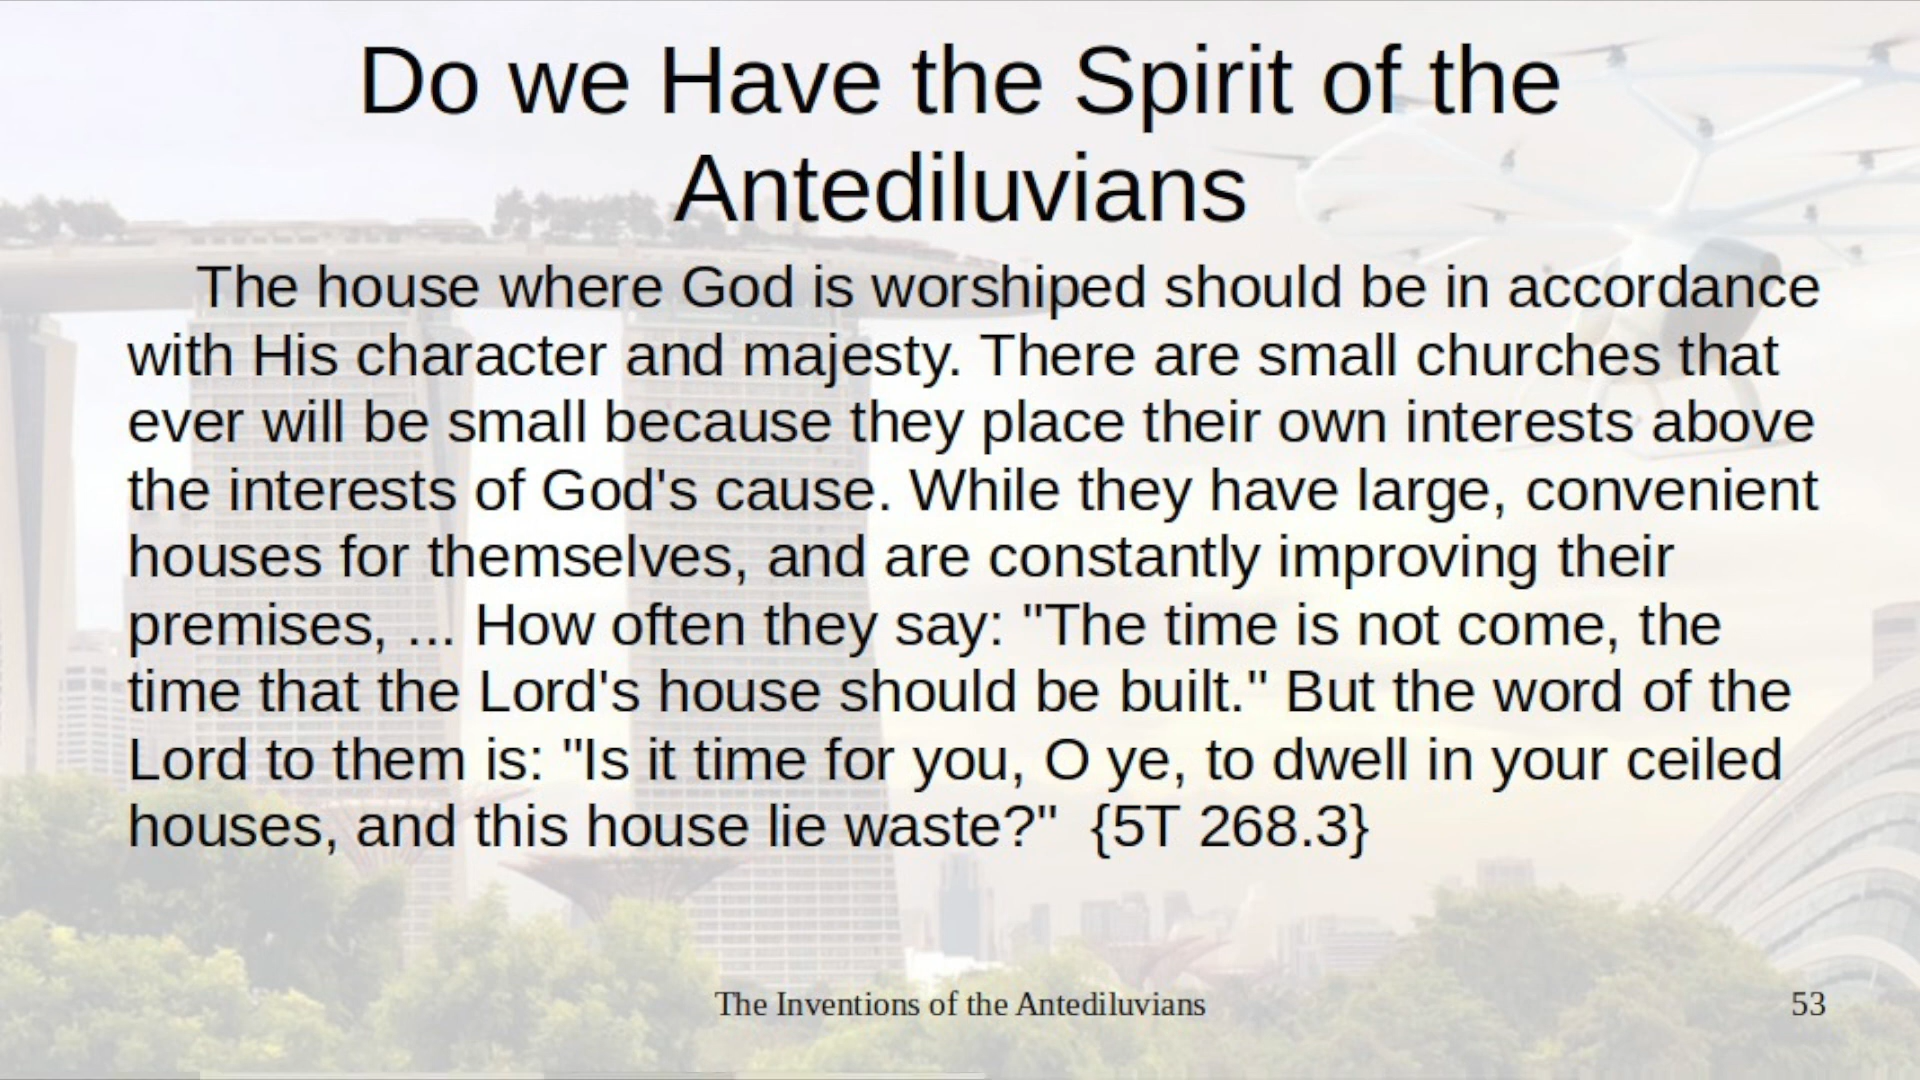 Do we Have the Spirit of the
Antediluvians
The house where God is worshiped should be in accordance
with His character and majesty. There are small churches that
ever will be small because they place their own interests above
the interests of God's cause. While they have large, convenient
houses for themselves, and are constantly improving their
premises, ... How often they say: "The time is not come, the
time that the Lord's house should be built." But the word of the
Lord to them is: "Is it time for you, O ye, to dwell in your ceiled
houses, and this house lie waste?"  {5T 268.3}
The Inventions of the Antediluvians
53